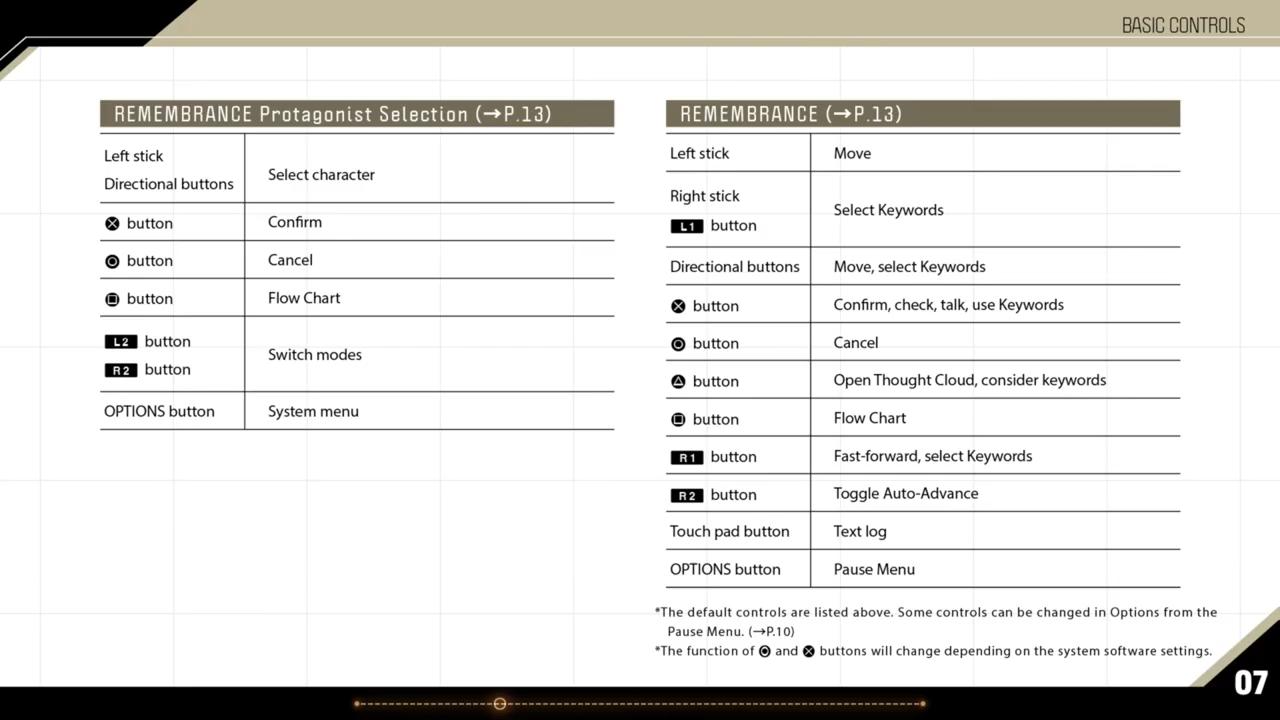 BASIC CONTROLS
REMEMBRANCE Protagonist Selection (→P.13)
Left stick
Directional buttons
Select character
ⓧ button Confirm
◎ button Cancel
▣ button Flow Chart
L2 button
R2 button
Switch modes
OPTIONS button System menu
REMEMBRANCE (→P.13)
Left stick Move
Right stick
L1 button
Select Keywords
Directional buttons Move, select Keywords
ⓧ button Confirm, check, talk, use Keywords
◎ button Cancel
△ button Open Thought Cloud, consider keywords
▣ button Flow Chart
R1 button Fast-forward, select Keywords
R2 button Toggle Auto-Advance
Touch pad button Text log
OPTIONS button Pause Menu
*The default controls are listed above. Some controls can be changed in Options from the
Pause Menu. (→P.10)
*The function of ◎ and ⓧ buttons will change depending on the system software settings.
07